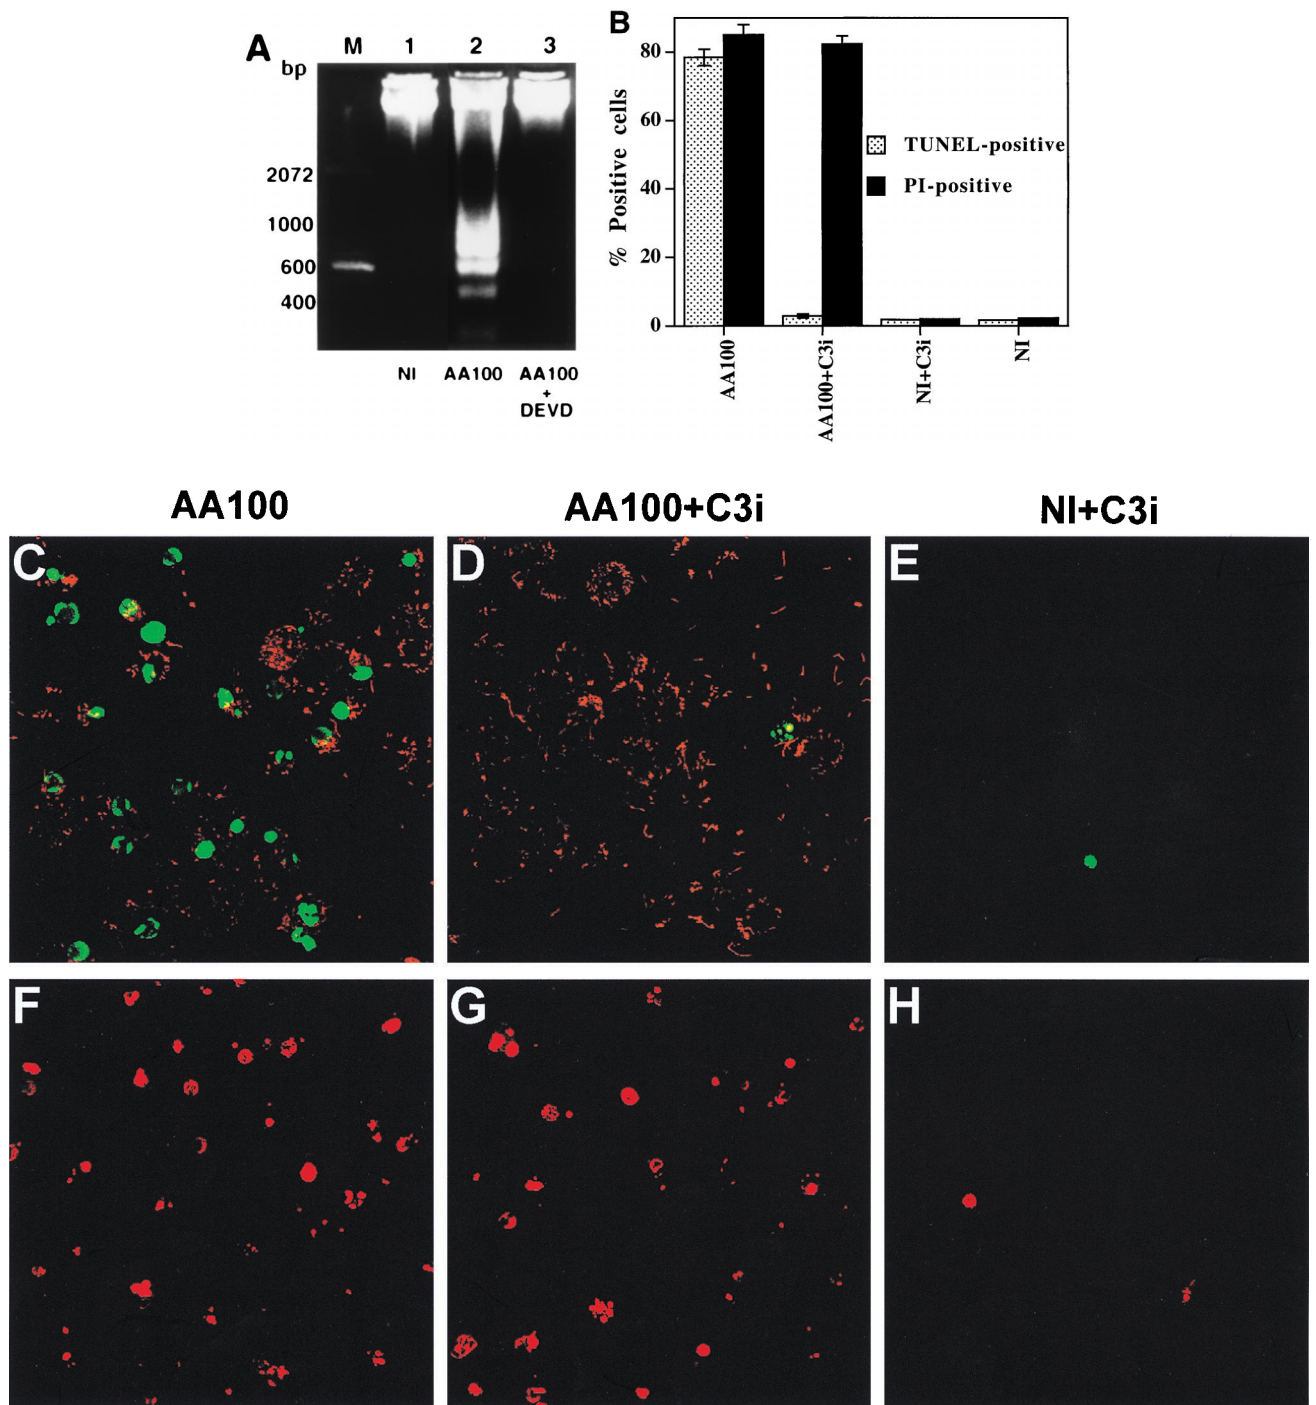 A
M 1 2 3
bp
2072
1000
600
400
NI AA100 AA100
+
DEVD
B
% Positive cells
80
60
40
20
0
TUNEL-positive
PI-positive
AA100
AA100+C3i
NI+C3i
NI
AA100 AA100+C3i NI+C3i
C D E
F G H